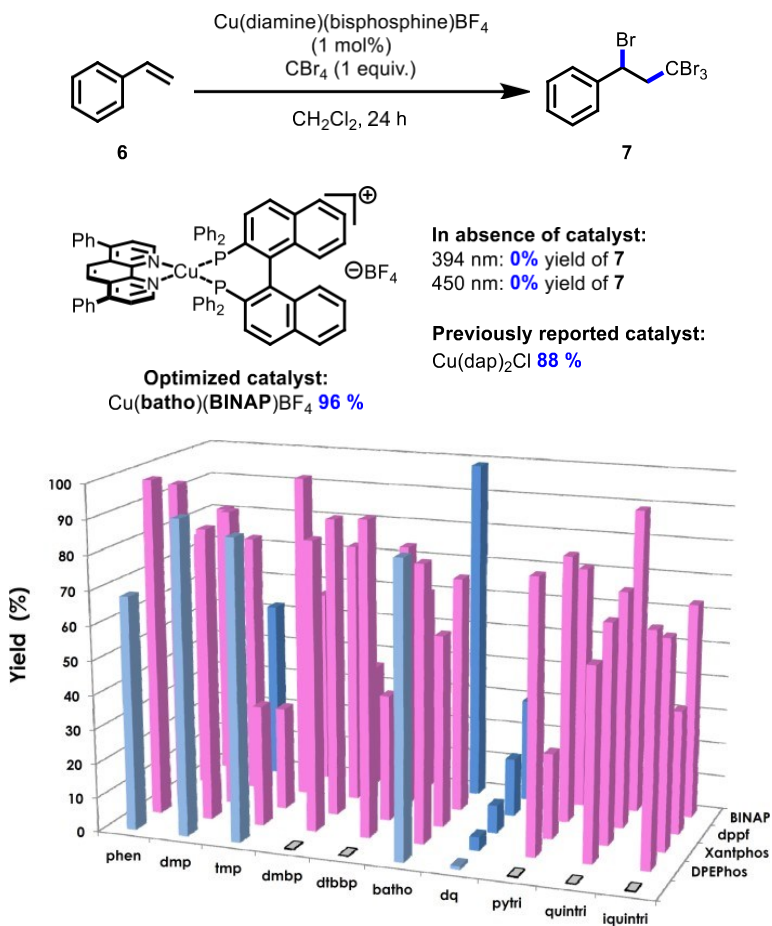 Cu(diamine)(bisphosphine)BF4
(1 mol%)
CBr4 (1 equiv.)
CH2Cl2, 24 h
Br
CBr3
6
7
Ph
N
N
Ph
Cu
Ph2
P
P
Ph2
⊕
⊖BF4
In absence of catalyst:
394 nm: 0% yield of 7
450 nm: 0% yield of 7
Previously reported catalyst:
Cu(dap)2Cl 88 %
Optimized catalyst:
Cu(batho)(BINAP)BF4 96 %
Yield (%)
100
90
80
70
60
50
40
30
20
10
0
phen
dmp
tmp
dmbp
dtbbp
batho
dq
pytri
quintri
iquintri
BINAP
dppf
Xantphos
DPEPhos